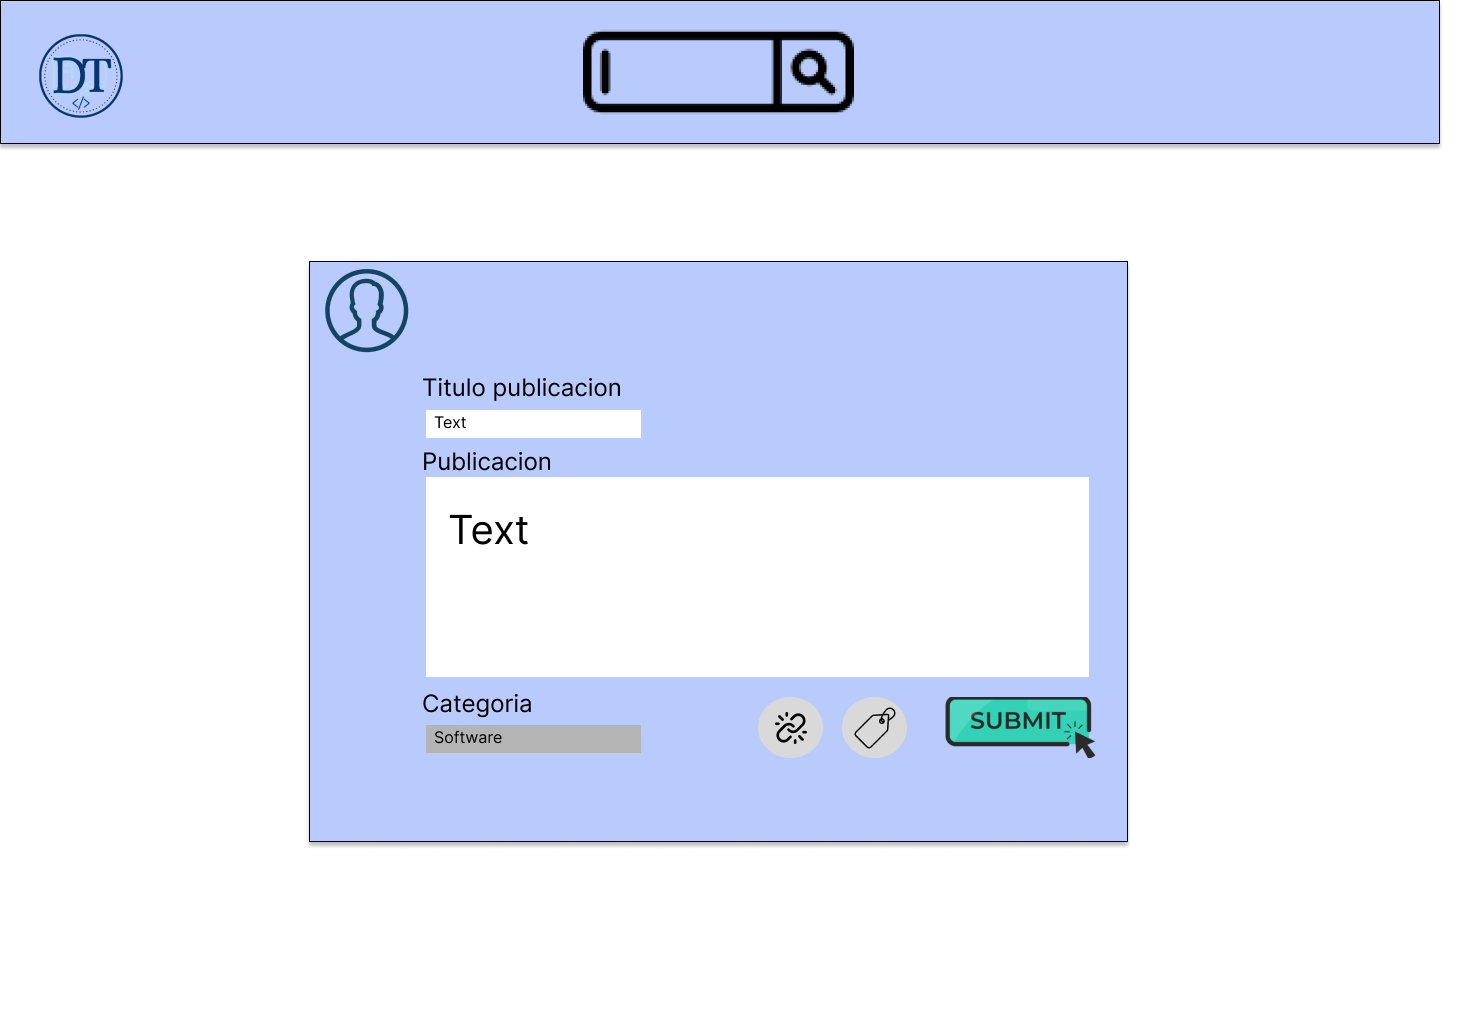 DT
</>
Titulo publicacion
Text
Publicacion
Text
Categoria
Software
SUBMIT